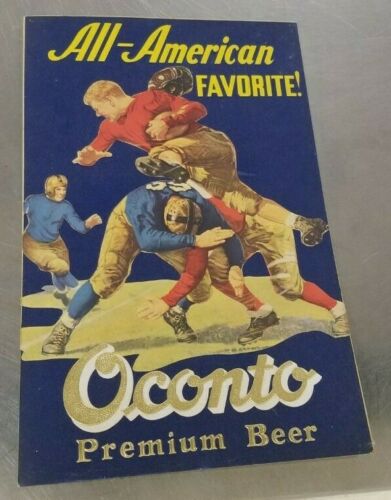 All-American
FAVORITE!
Oconto
Premium Beer